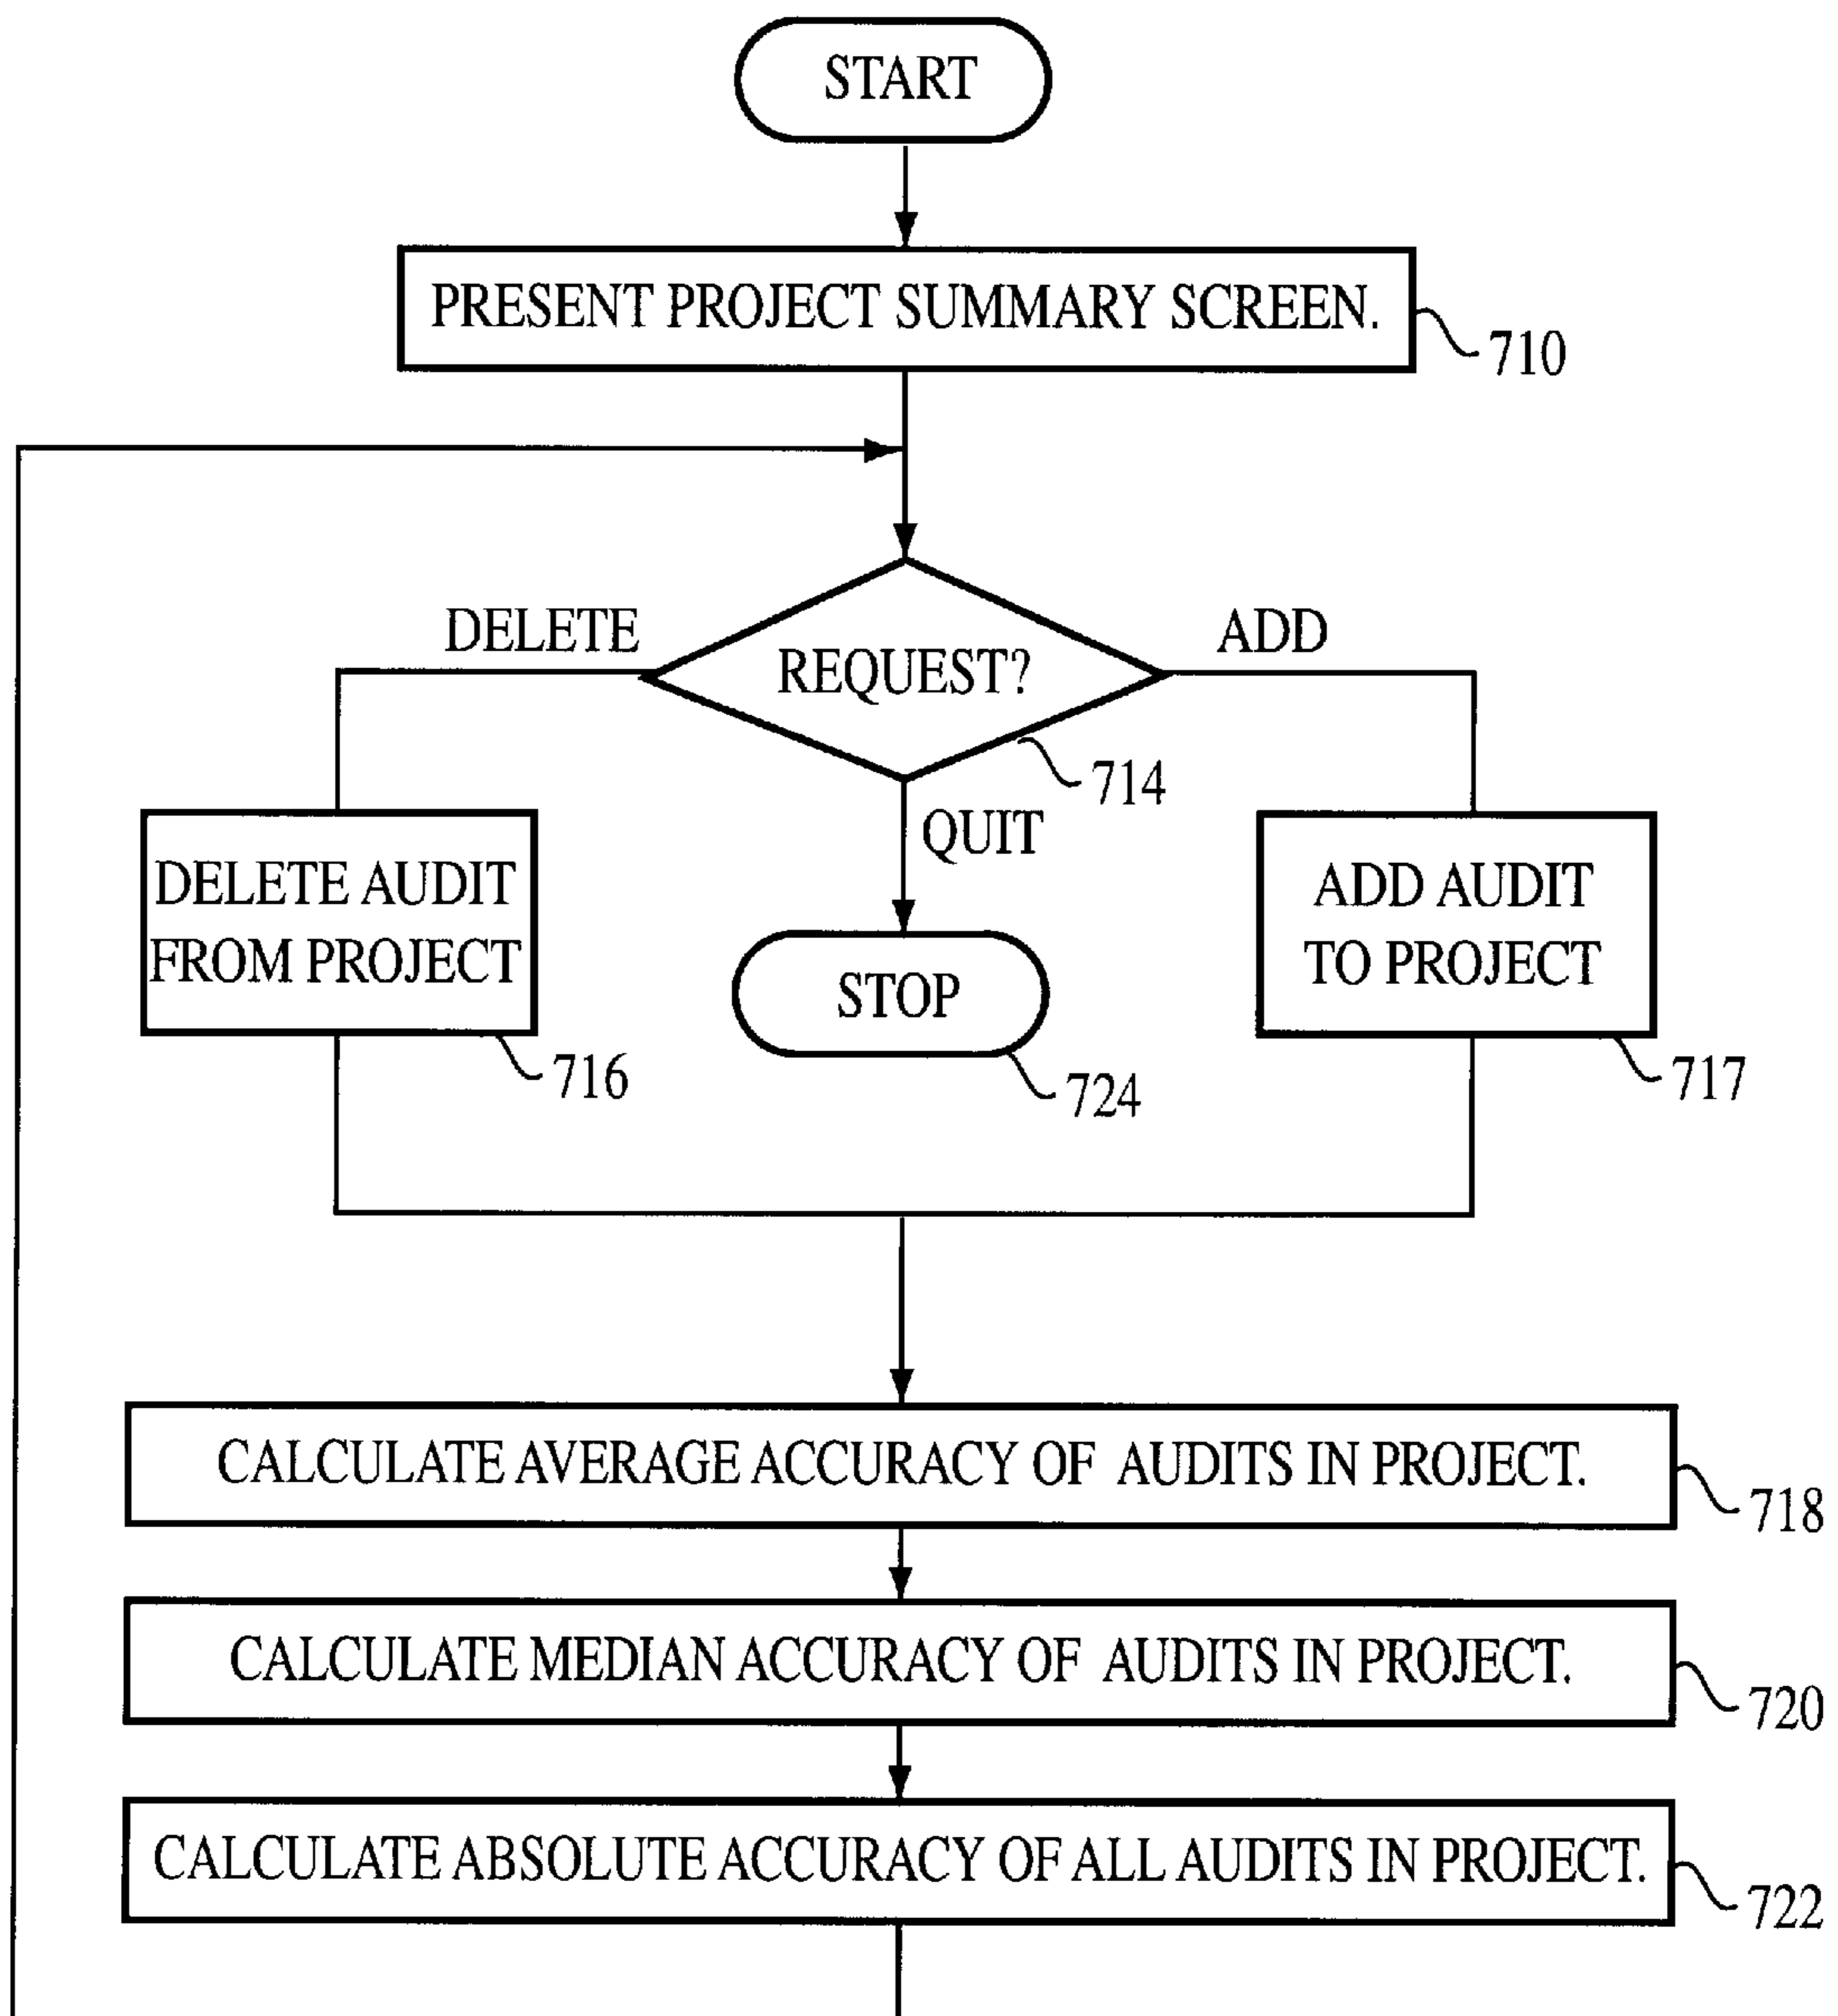 START
PRESENT PROJECT SUMMARY SCREEN.
710
DELETE
REQUEST?
ADD
714
QUIT
DELETE AUDIT
FROM PROJECT
716
STOP
724
ADD AUDIT
TO PROJECT
717
CALCULATE AVERAGE ACCURACY OF AUDITS IN PROJECT.
718
CALCULATE MEDIAN ACCURACY OF AUDITS IN PROJECT.
720
CALCULATE ABSOLUTE ACCURACY OF ALL AUDITS IN PROJECT.
722